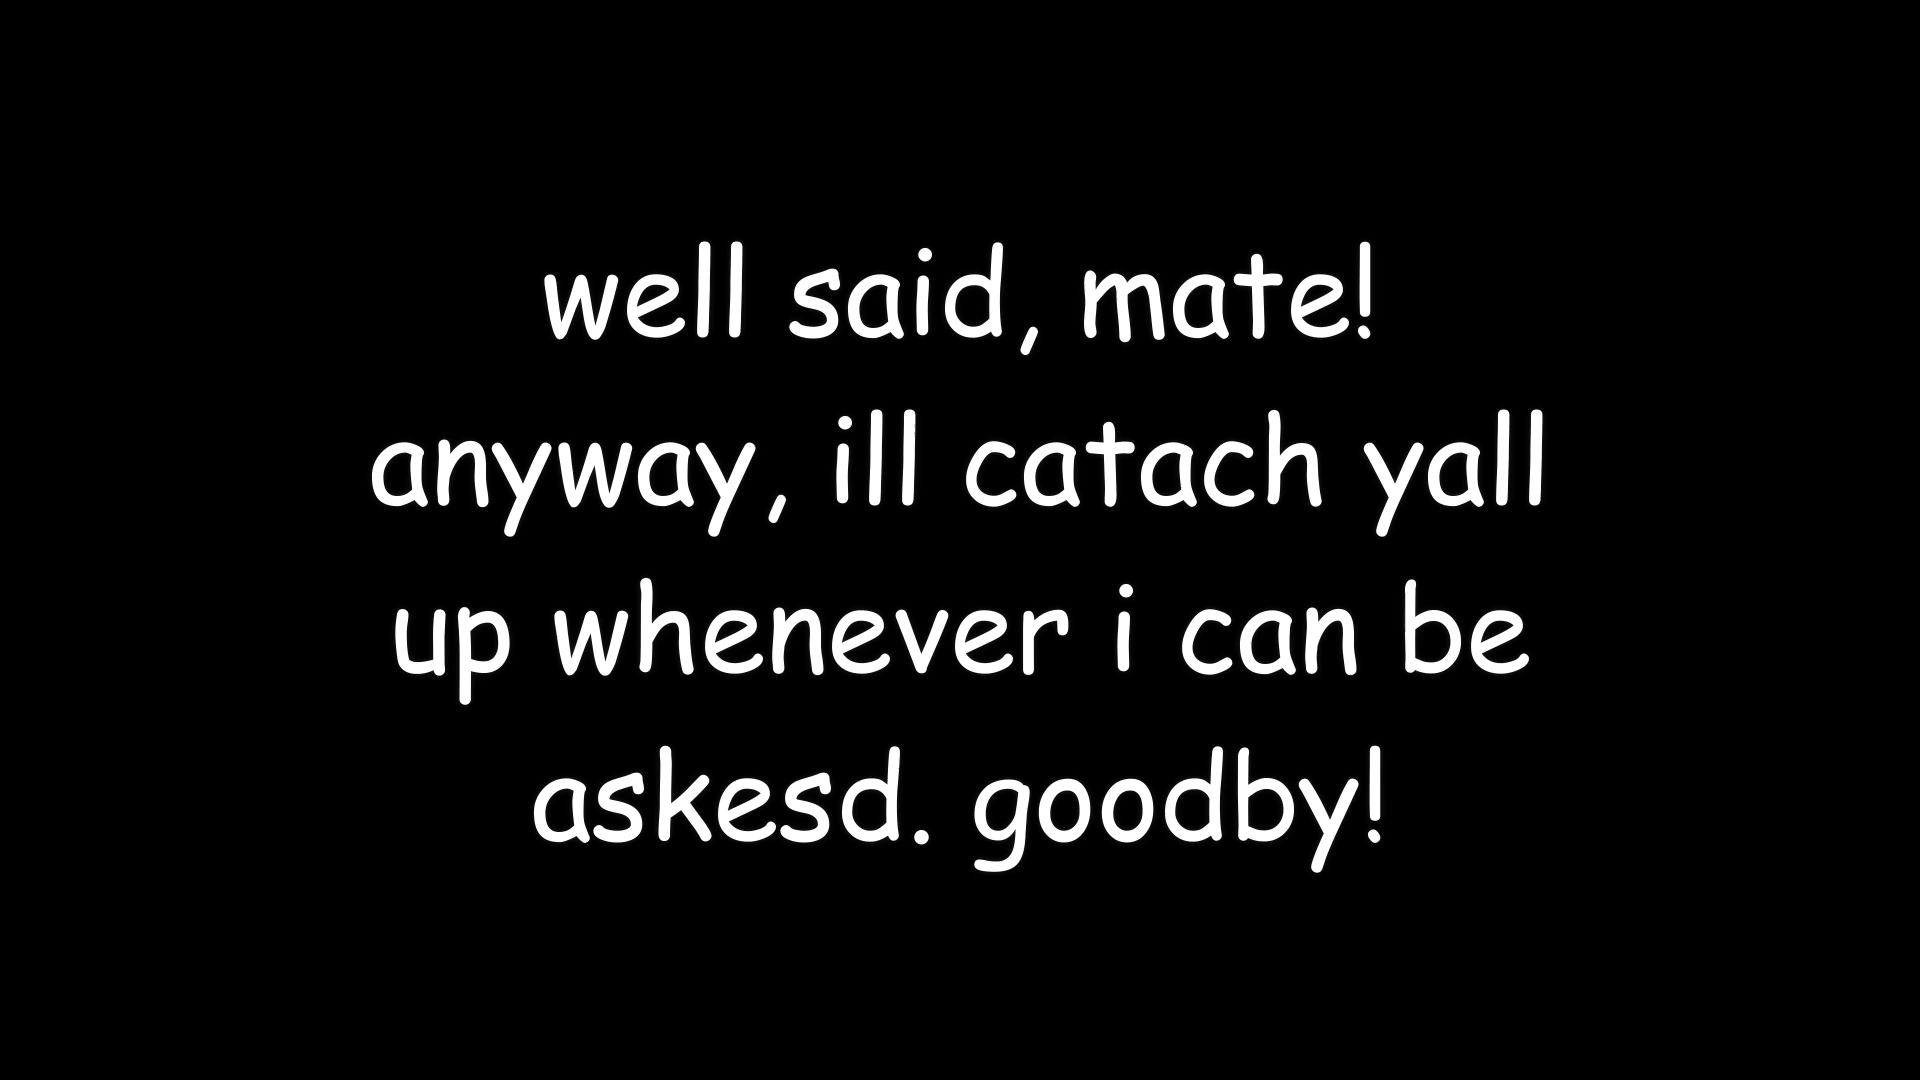 well said, mate!
anyway, ill catach yall
up whenever i can be
askesd. goodby!